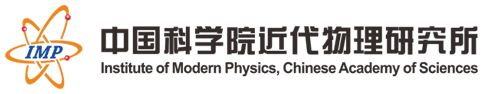 IMP
中国科学院近代物理研究所
Institute of Modern Physics, Chinese Academy of Sciences